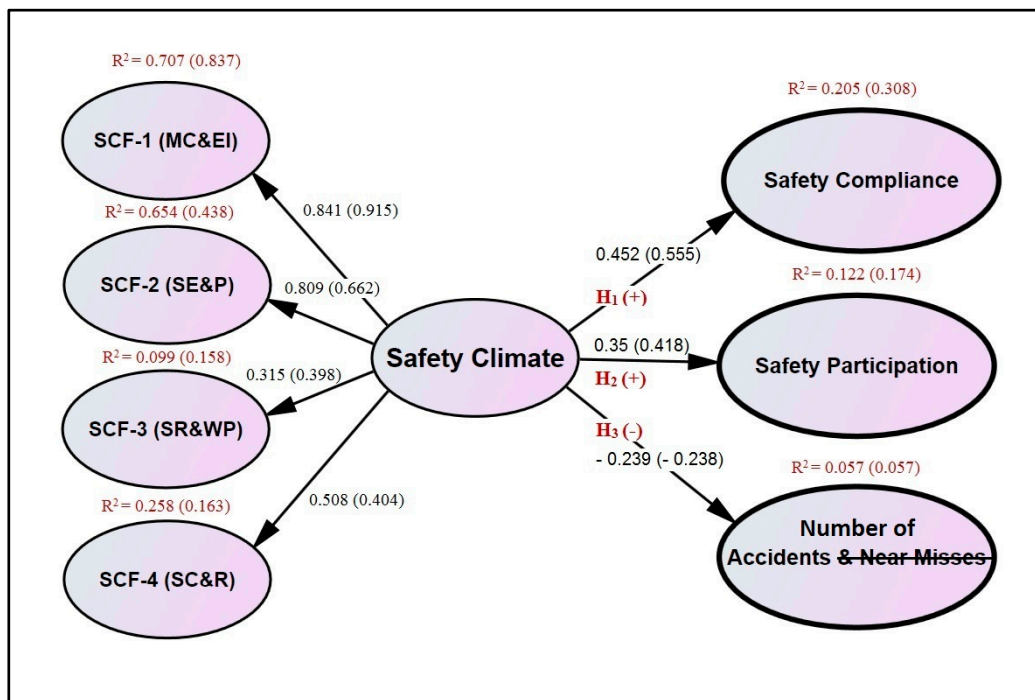 R² = 0.707 (0.837)
SCF-1 (MC&EI)
R² = 0.654 (0.438)
SCF-2 (SE&P)
R² = 0.099 (0.158)
SCF-3 (SR&WP)
R² = 0.258 (0.163)
SCF-4 (SC&R)
0.841 (0.915)
0.809 (0.662)
0.315 (0.398)
0.508 (0.404)
Safety Climate
0.452 (0.555)
H₁ (+)
0.35 (0.418)
H₂ (+)
H₃ (-)
- 0.239 (- 0.238)
R² = 0.205 (0.308)
Safety Compliance
R² = 0.122 (0.174)
Safety Participation
R² = 0.057 (0.057)
Number of
Accidents & Near Misses